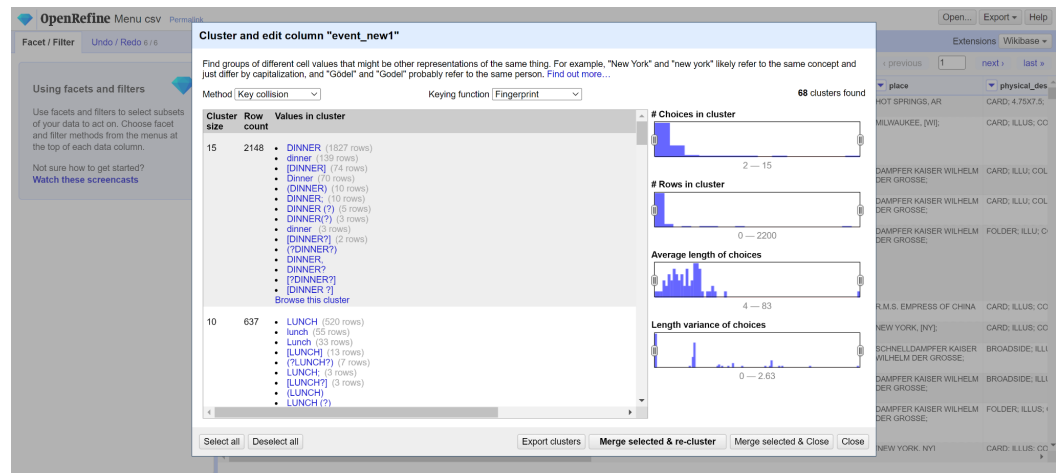 OpenRefine Menu csv Permalink
Open... Export Help
Facet / Filter Undo / Redo 6 / 6
Extensions Wikibase
Using facets and filters
Use facets and filters to select subsets
of your data to act on. Choose facet
and filter methods from the menus at
the top of each data column.
Not sure how to get started?
Watch these screencasts
Cluster and edit column "event_new1"
Find groups of different cell values that might be other representations of the same thing. For example, "New York" and "new york" likely refer to the same concept and
just differ by capitalization, and "Gödel" and "Godel" probably refer to the same person. Find out more…
Method Key collision Keying function Fingerprint 68 clusters found
Cluster size Row count Values in cluster
15 2148
DINNER (1827 rows)
dinner (139 rows)
[DINNER] (74 rows)
Dinner (70 rows)
(DINNER) (10 rows)
DINNER; (10 rows)
DINNER (?) (5 rows)
DINNER(?) (3 rows)
dinner (3 rows)
[DINNER?] (2 rows)
(?DINNER?)
DINNER,
DINNER?
[?DINNER?]
[DINNER ?]
Browse this cluster
10 637
LUNCH (520 rows)
lunch (55 rows)
Lunch (33 rows)
[LUNCH] (13 rows)
(?LUNCH?) (7 rows)
LUNCH; (3 rows)
[LUNCH?] (3 rows)
(LUNCH)
LUNCH (?)
# Choices in cluster
2 — 15
# Rows in cluster
0 — 2200
Average length of choices
4 — 83
Length variance of choices
0 — 2.63
Select all Deselect all Export clusters Merge selected & re-cluster Merge selected & Close Close
‹ previous 1 next › last »
place physical_des
HOT SPRINGS, AR CARD; 4.75X7.5;
MILWAUKEE, [WI]; CARD; ILLUS; CO
DAMPFER KAISER WILHELM CARD; ILLU; COL
DER GROSSE;
DAMPFER KAISER WILHELM CARD; ILLU; COL
DER GROSSE;
DAMPFER KAISER WILHELM FOLDER; ILLU; C
DER GROSSE;
R.M.S. EMPRESS OF CHINA CARD; ILLUS; CO
NEW YORK, [NY]; CARD; ILLUS; CO
SCHNELLDAMPFER KAISER BROADSIDE; ILL
WILHELM DER GROSSE;
DAMPFER KAISER WILHELM BROADSIDE; ILL
DER GROSSE;
DAMPFER KAISER WILHELM FOLDER; ILLUS;
DER GROSSE;
NEW YORK, NY] CARD; ILLUS; CO